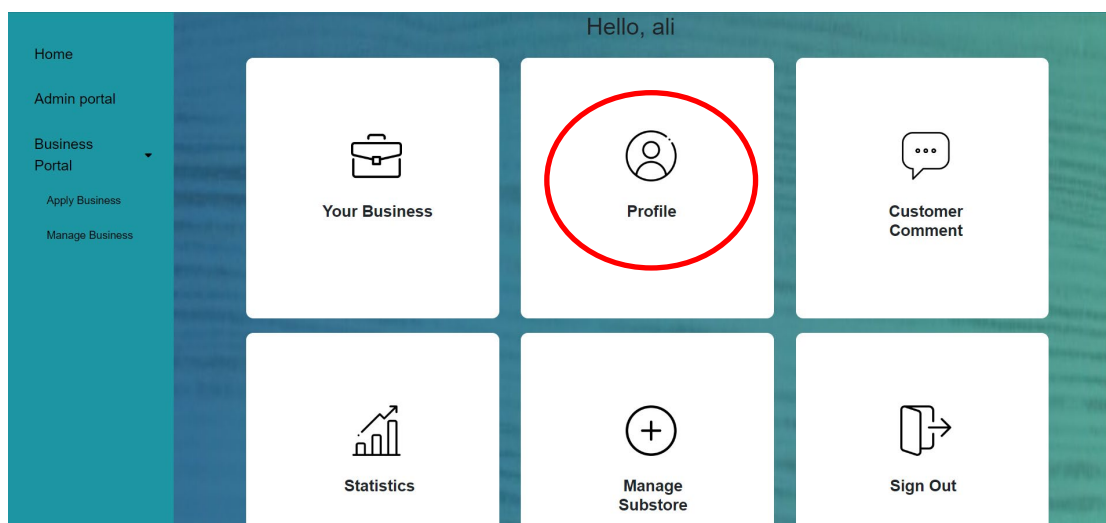 Hello, ali
Home
Admin portal
Business
Portal
Apply Business
Manage Business
Your Business
Profile
Customer
Comment
Statistics
Manage
Substore
Sign Out